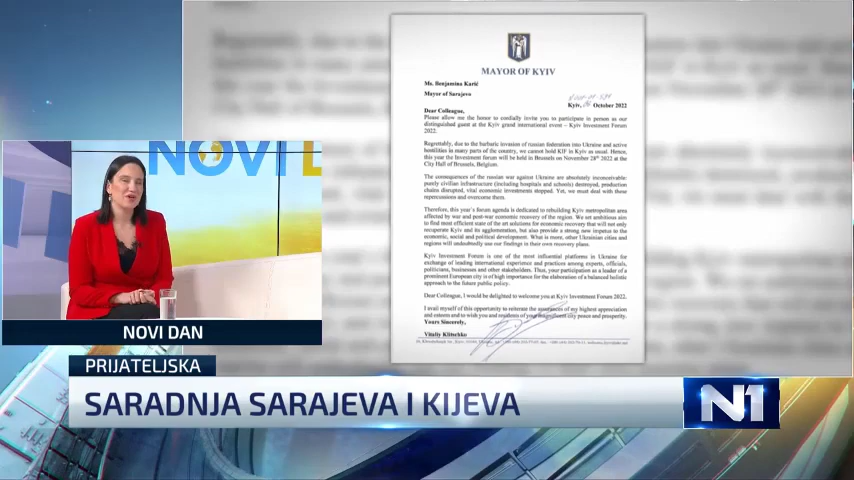 MAYOR OF KYIV
Ms. Benjamina Karić
Mayor of Sarajevo
Kyiv, 06 October 2022
Dear Colleague,
Please allow me the honor to cordially invite you to participate in person as our
distinguished guest at the Kyiv grand international event – Kyiv Investment Forum
2022.
Regrettably, due to the barbaric invasion of russian federation into Ukraine and active
hostilities in many parts of the country, we cannot hold KIF in Kyiv as usual. Hence,
this year the Investment forum will be held in Brussels on November 28th 2022 at the
City Hall of Brussels, Belgium.
The consequences of the russian war against Ukraine are absolutely inconceivable:
purely civilian infrastructure (including hospitals and schools) destroyed, production
chains disrupted, vital economic investments stopped. Yet, we must deal with those
repercussions and overcome them.
Therefore, this year's forum agenda is dedicated to rebuilding Kyiv metropolitan area
affected by war and post-war economic recovery of the region. We set ambitious aim
to find most efficient state of the art solutions for economic recovery that will not only
recuperate Kyiv and its agglomeration, but also provide a strong new impetus to the
economic, social and political development. What is more, other Ukrainian cities and
regions will undoubtedly use our findings in their own recovery plans.
Kyiv Investment Forum is one of the most influential platforms in Ukraine for
exchange of leading international experience and practices among experts, officials,
politicians, businesses and other stakeholders. Thus, your participation as a leader of a
prominent European city is of high importance for the elaboration of a balanced holistic
approach to the future public policy.
Dear Colleague, I would be delighted to welcome you at Kyiv Investment Forum 2022.
I avail myself of this opportunity to reiterate the assurances of my highest appreciation
and esteem and to wish you and residents of your magnificent city peace and prosperity.
Yours Sincerely,
Vitaliy Klitschko
NOVI D
NOVI DAN
PRIJATELJSKA
SARADNJA SARAJEVA I KIJEVA
N1